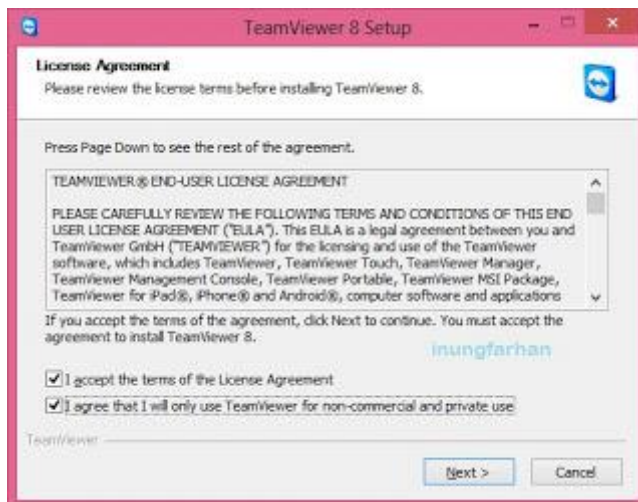 TeamViewer 8 Setup
License Agreement
Please review the license terms before installing TeamViewer 8.
Press Page Down to see the rest of the agreement.
TEAMVIEWER® END-USER LICENSE AGREEMENT
PLEASE CAREFULLY REVIEW THE FOLLOWING TERMS AND CONDITIONS OF THIS END
USER LICENSE AGREEMENT ("EULA"). This EULA is a legal agreement between you and
TeamViewer GmbH ("TEAMVIEWER") for the licensing and use of the TeamViewer
software, which includes TeamViewer, TeamViewer Touch, TeamViewer Manager,
TeamViewer Management Console, TeamViewer Portable, TeamViewer MSI Package,
TeamViewer for iPad®, iPhone® and Android®, computer software and applications
If you accept the terms of the agreement, click Next to continue. You must accept the
agreement to install TeamViewer 8.
inungfarhan
I accept the terms of the License Agreement
I agree that I will only use TeamViewer for non-commercial and private use
TeamViewer
Next >
Cancel